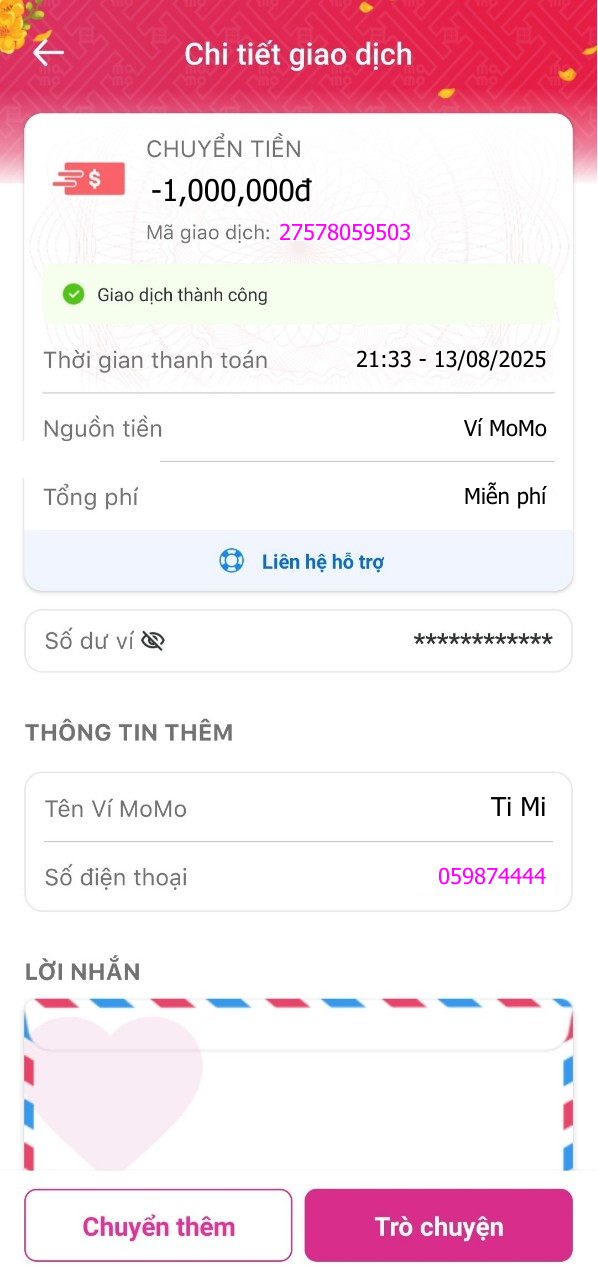 Chi tiết giao dịch
CHUYỂN TIỀN
-1,000,000đ
Mã giao dịch: 27578059503
Giao dịch thành công
Thời gian thanh toán 21:33 - 13/08/2025
Nguồn tiền Ví MoMo
Tổng phí Miễn phí
Liên hệ hỗ trợ
Số dư ví ************
THÔNG TIN THÊM
Tên Ví MoMo Ti Mi
Số điện thoại 059874444
LỜI NHẮN
Chuyển thêm Trò chuyện